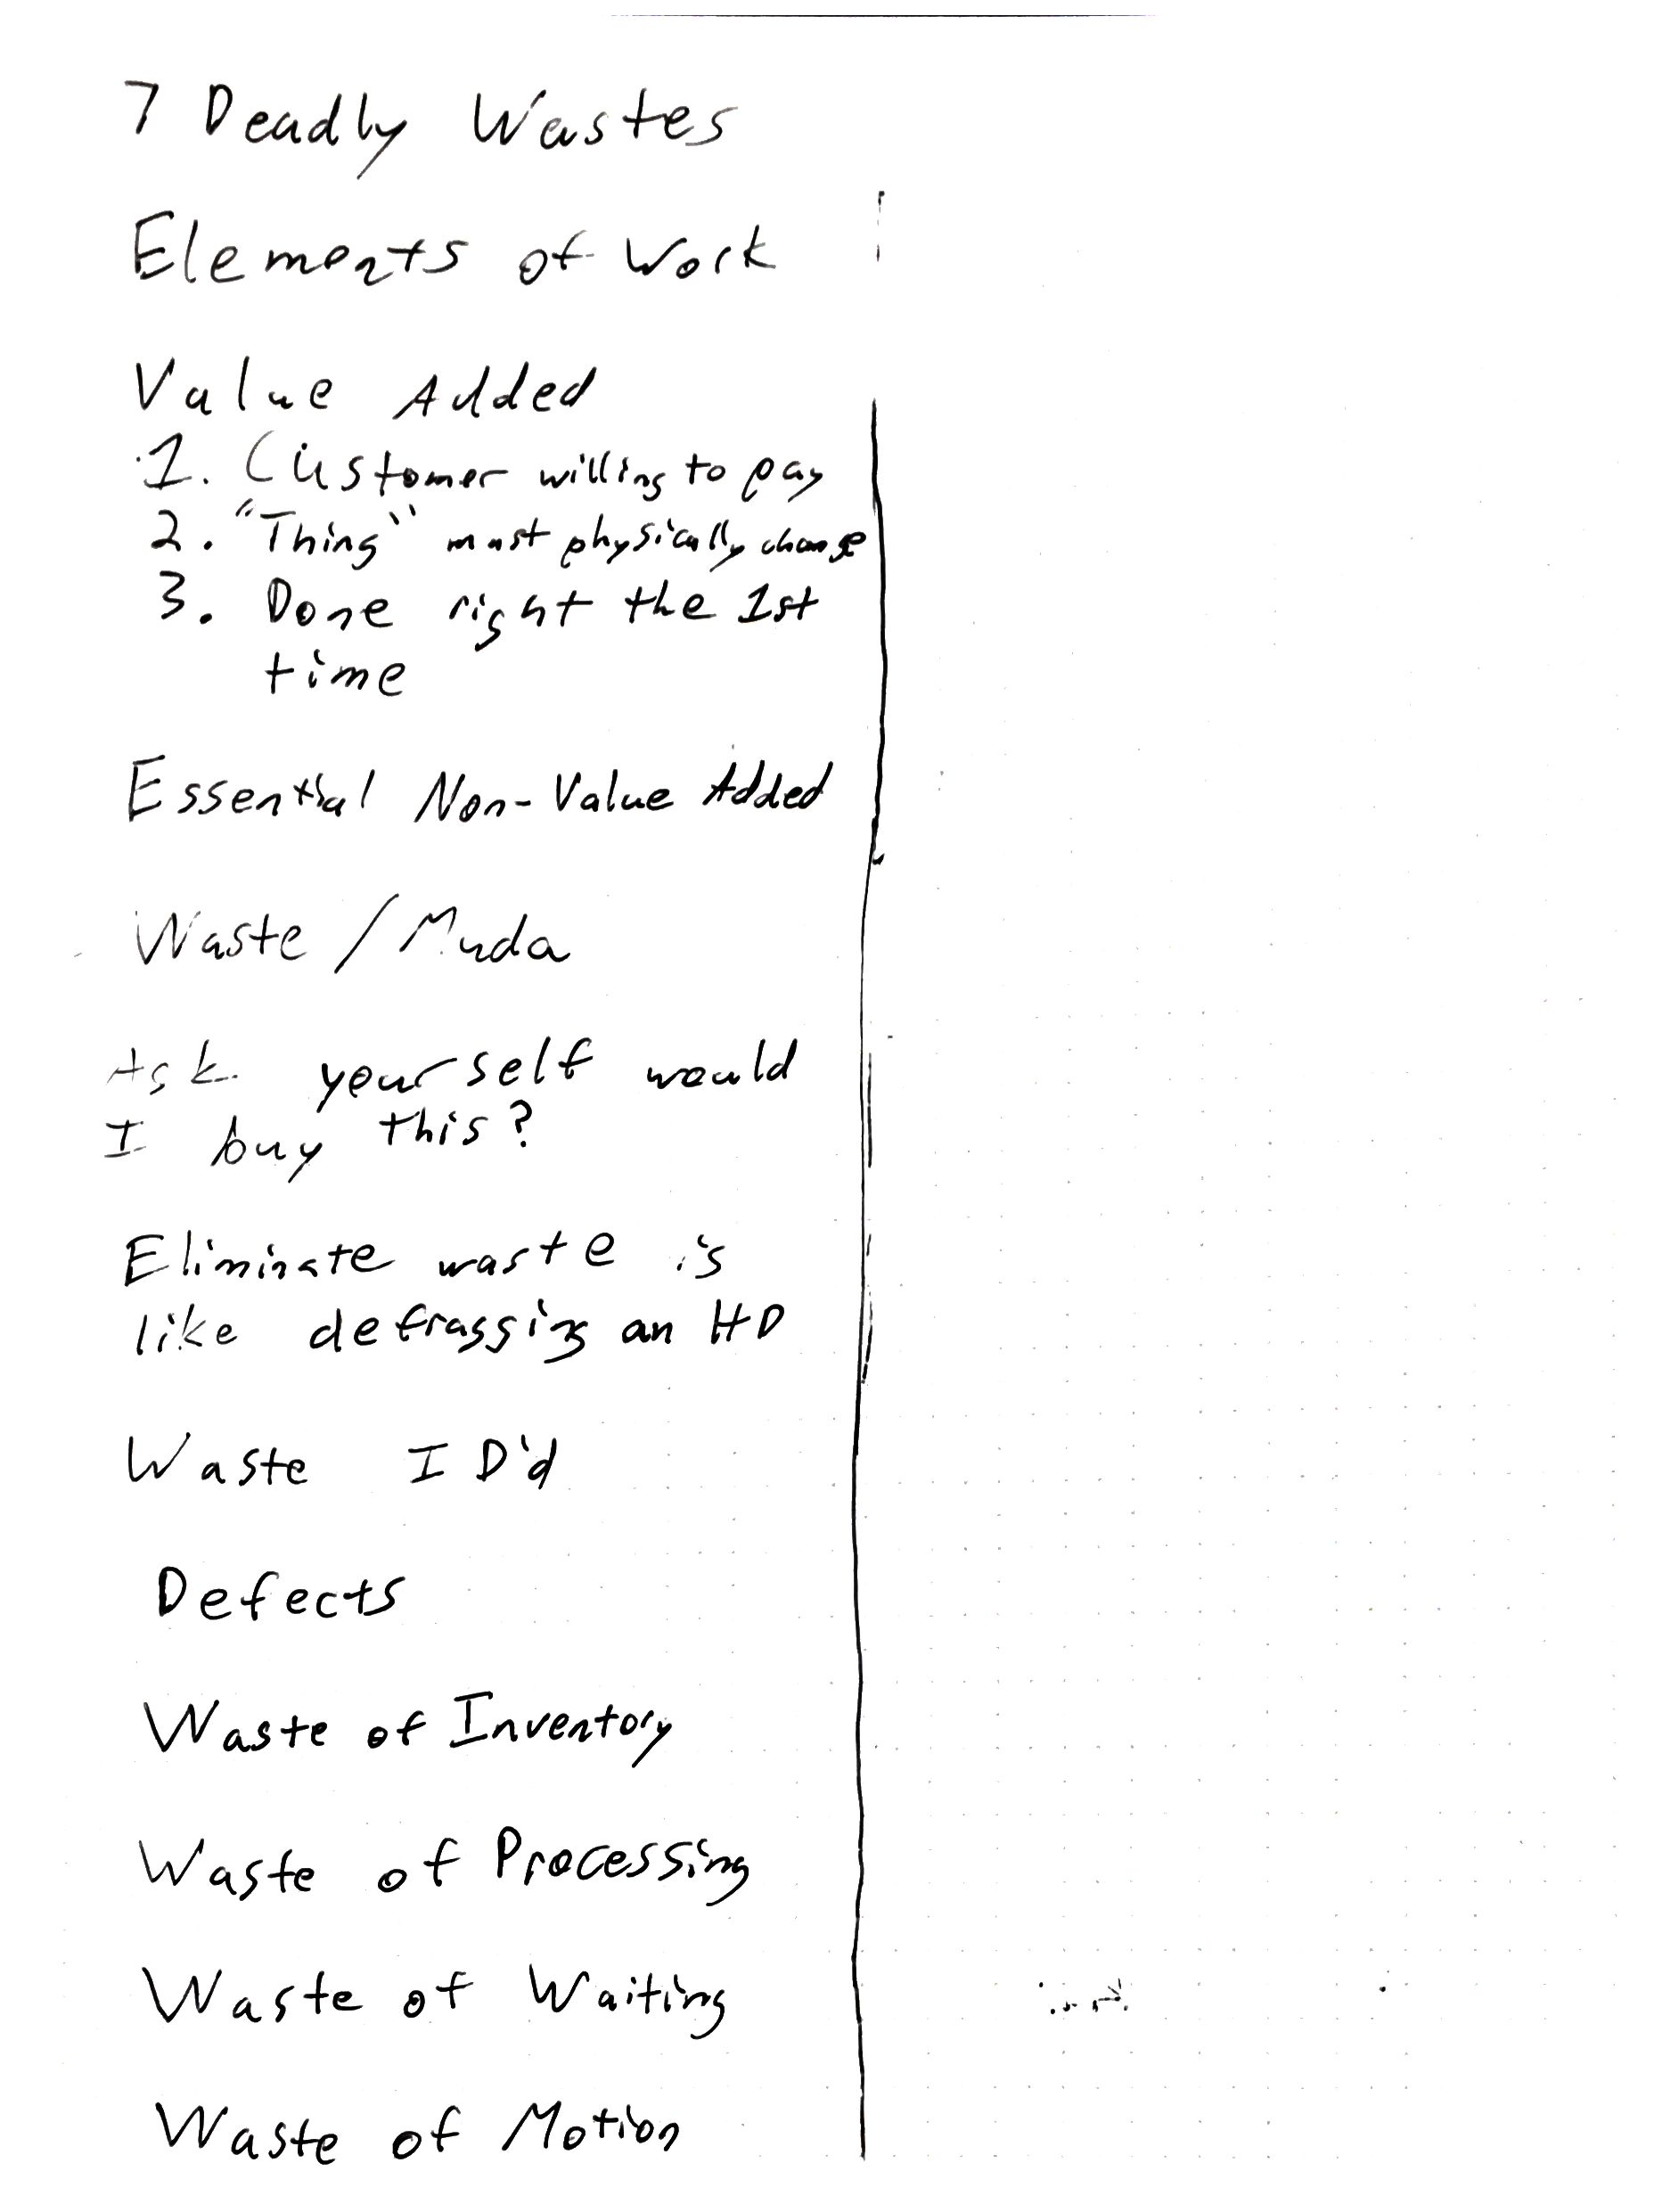 7 Deadly Wastes
Elements of Work
Value Added
1. Customer willing to pay
2. "Thing" must physically change
3. Done right the 1st
time
Essential Non-Value Added
Waste / Muda
Ask yourself would
I buy this?
Eliminate waste is
like defragging an HD
Waste ID'd
Defects
Waste of Inventory
Waste of Processing
Waste of Waiting
Waste of Motion